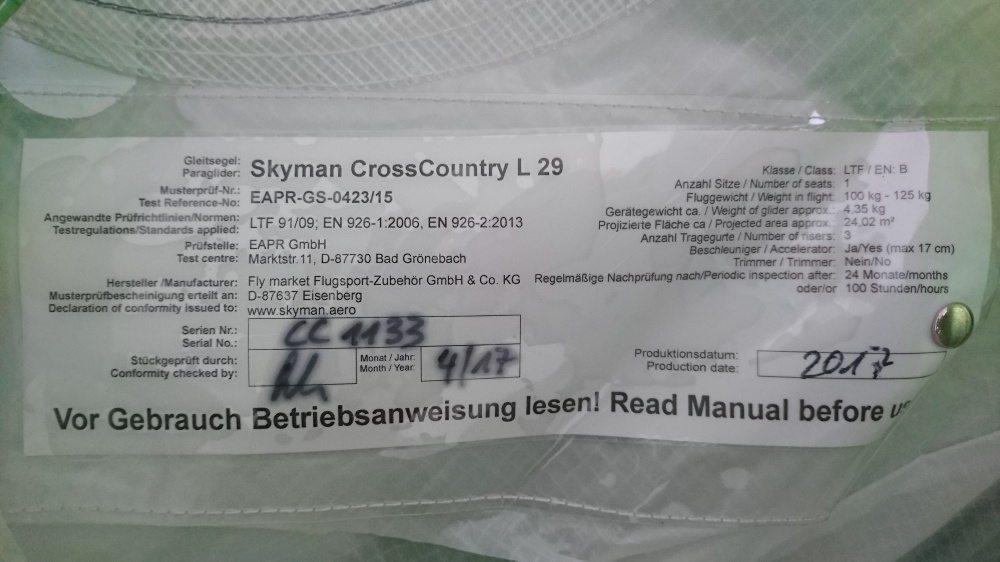 Gleitsegel:
Paraglider: Skyman CrossCountry L 29
Musterprüf-Nr.:
Test Reference-No: EAPR-GS-0423/15
Angewandte Prüfrichtlinien/Normen:
Testregulations/Standards applied: LTF 91/09; EN 926-1:2006, EN 926-2:2013
Prüfstelle: EAPR GmbH
Test centre: Marktstr.11, D-87730 Bad Grönebach
Hersteller /Manufacturer: Fly market Flugsport-Zubehör GmbH & Co. KG
Musterprüfbescheinigung erteilt an: D-87637 Eisenberg
Declaration of conformity issued to: www.skyman.aero
Serien Nr.:
Serial No.: CC 1133
Stückgeprüft durch:
Conformity checked by:
Monat / Jahr:
Month / Year: 4/17
Klasse / Class: LTF / EN: B
Anzahl Sitze / Number of seats: 1
Fluggewicht / Weight in flight: 100 kg - 125 kg
Gerätegewicht ca. / Weight of glider approx.: 4.35 kg
Projizierte Fläche ca / Projected area approx.: 24,02 m²
Anzahl Tragegurte / Number of risers: 3
Beschleuniger / Accelerator: Ja/Yes (max 17 cm)
Trimmer / Trimmer: Nein/No
Regelmäßige Nachprüfung nach/Periodic inspection after: 24 Monate/months
oder/or 100 Stunden/hours
Produktionsdatum:
Production date: 2017
Vor Gebrauch Betriebsanweisung lesen! Read Manual before